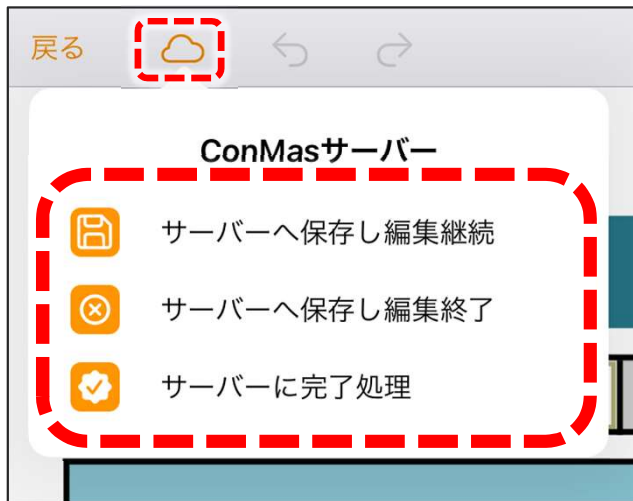 戻る
ConMasサーバー
サーバーへ保存し編集継続
サーバーへ保存し編集終了
サーバーに完了処理